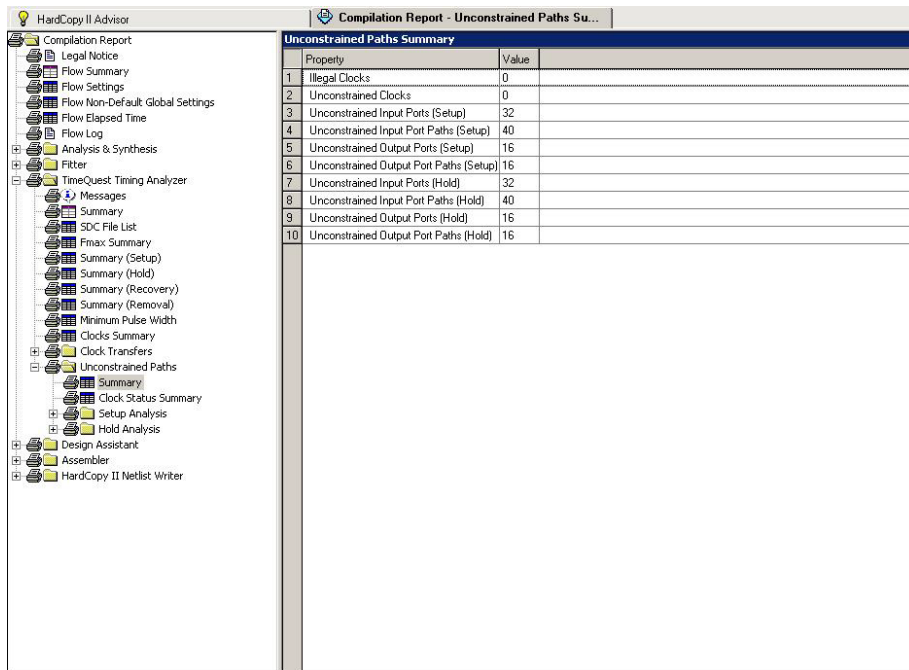 HardCopy II Advisor
Compilation Report - Unconstrained Paths Su...
Compilation Report
Legal Notice
Flow Summary
Flow Settings
Flow Non-Default Global Settings
Flow Elapsed Time
Flow Log
Analysis & Synthesis
Fitter
TimeQuest Timing Analyzer
Messages
Summary
SDC File List
Fmax Summary
Summary (Setup)
Summary (Hold)
Summary (Recovery)
Summary (Removal)
Minimum Pulse Width
Clocks Summary
Clock Transfers
Unconstrained Paths
Summary
Clock Status Summary
Setup Analysis
Hold Analysis
Design Assistant
Assembler
HardCopy II Netlist Writer
Unconstrained Paths Summary
Property Value
1 Illegal Clocks 0
2 Unconstrained Clocks 0
3 Unconstrained Input Ports (Setup) 32
4 Unconstrained Input Port Paths (Setup) 40
5 Unconstrained Output Ports (Setup) 16
6 Unconstrained Output Port Paths (Setup) 16
7 Unconstrained Input Ports (Hold) 32
8 Unconstrained Input Port Paths (Hold) 40
9 Unconstrained Output Ports (Hold) 16
10 Unconstrained Output Port Paths (Hold) 16